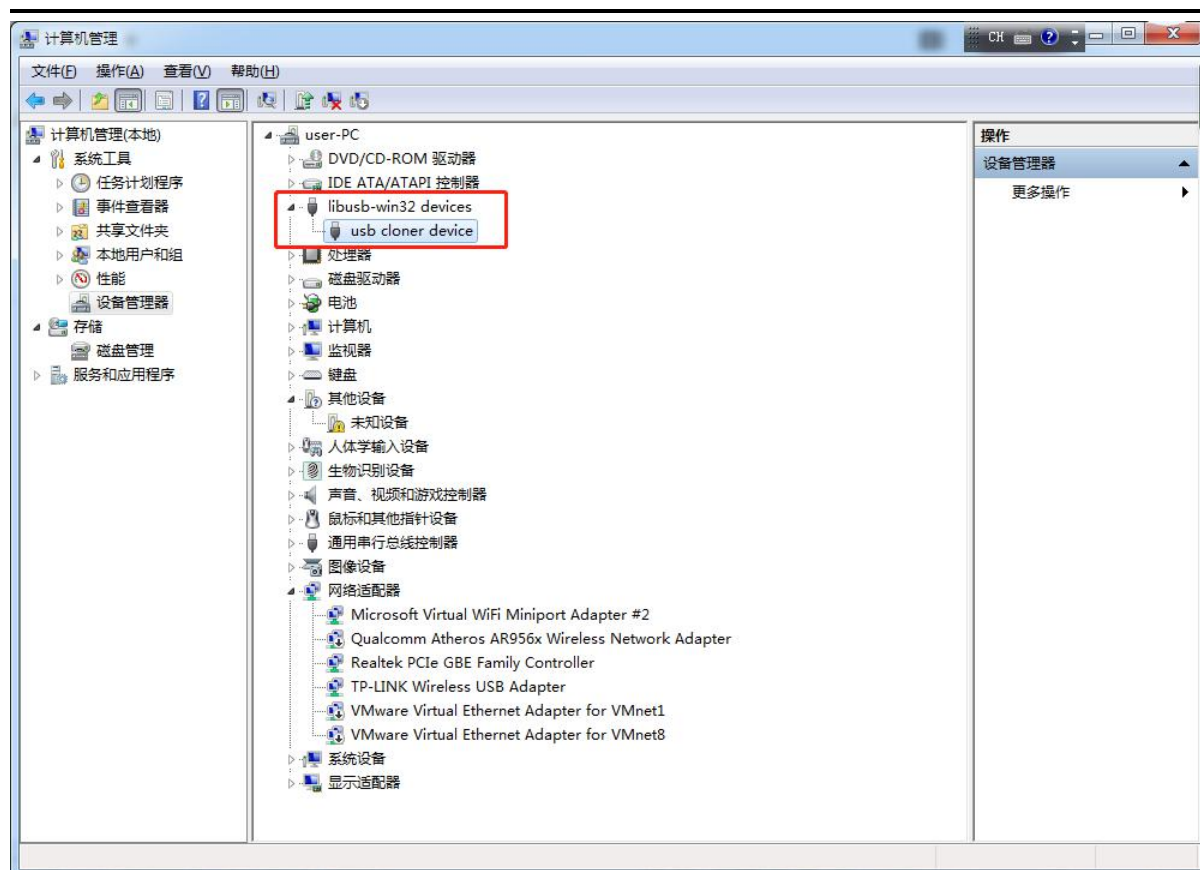 计算机管理
CH
文件(F) 操作(A) 查看(V) 帮助(H)
计算机管理(本地)
系统工具
任务计划程序
事件查看器
共享文件夹
本地用户和组
性能
设备管理器
存储
磁盘管理
服务和应用程序
user-PC
DVD/CD-ROM 驱动器
IDE ATA/ATAPI 控制器
libusb-win32 devices
usb cloner device
处理器
磁盘驱动器
电池
计算机
监视器
键盘
其他设备
未知设备
人体学输入设备
生物识别设备
声音、视频和游戏控制器
鼠标和其他指针设备
通用串行总线控制器
图像设备
网络适配器
Microsoft Virtual WiFi Miniport Adapter #2
Qualcomm Atheros AR956x Wireless Network Adapter
Realtek PCIe GBE Family Controller
TP-LINK Wireless USB Adapter
VMware Virtual Ethernet Adapter for VMnet1
VMware Virtual Ethernet Adapter for VMnet8
系统设备
显示适配器
操作
设备管理器
更多操作